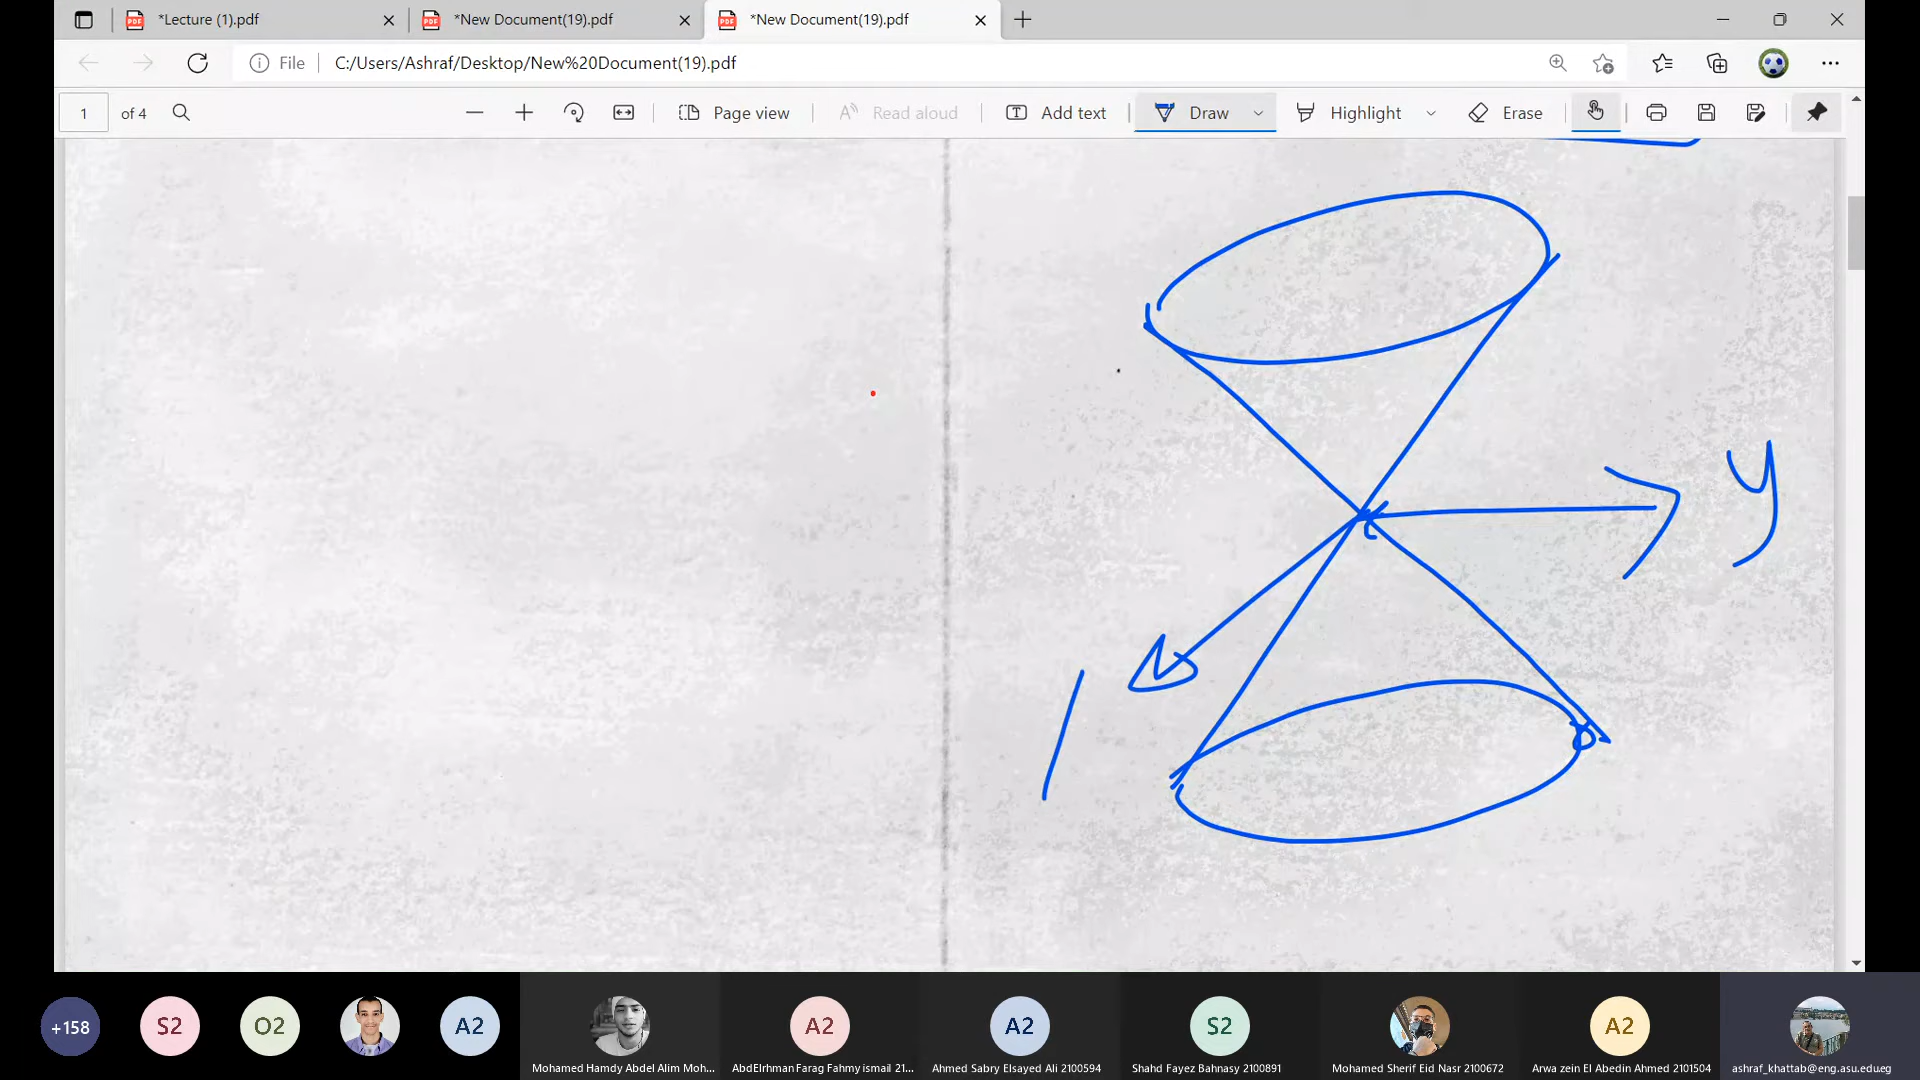 *Lecture (1).pdf
*New Document(19).pdf
*New Document(19).pdf
File
C:/Users/Ashraf/Desktop/New%20Document(19).pdf
1 of 4
Page view
Read aloud
Add text
Draw
Highlight
Erase
y
+158
S2
O2
A2
Mohamed Hamdy Abdel Alim Moh...
A2
AbdElrhman Farag Fahmy ismail 21...
A2
Ahmed Sabry Elsayed Ali 2100594
S2
Shahd Fayez Bahnasy 2100891
Mohamed Sherif Eid Nasr 2100672
A2
Arwa zein El Abedin Ahmed 2101504
ashraf_khattab@eng.asu.edu.eg